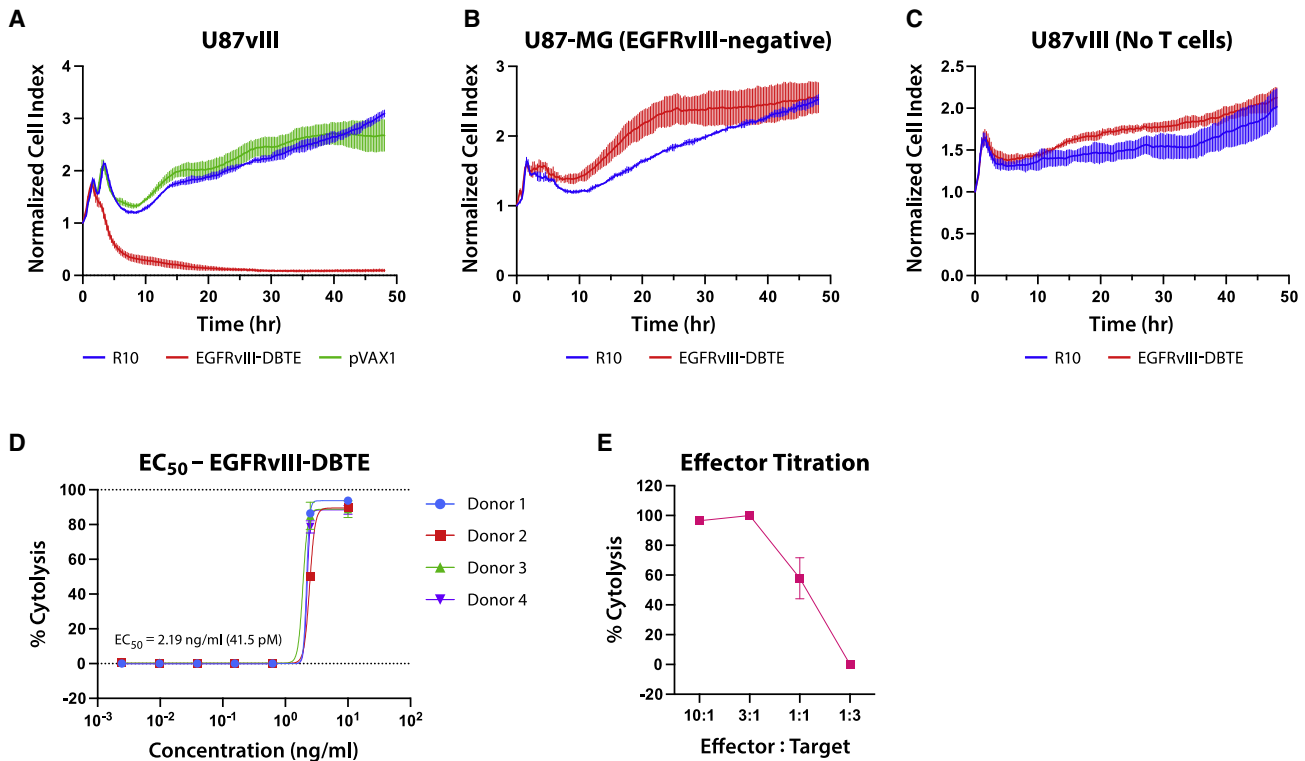 A
U87vIII
Normalized Cell Index
4
3
2
1
0
0 10 20 30 40 50
Time (hr)
R10 EGFRvIII-DBTE pVAX1
B
U87-MG (EGFRvIII-negative)
Normalized Cell Index
3
2
1
0
0 10 20 30 40 50
Time (hr)
R10 EGFRvIII-DBTE
C
U87vIII (No T cells)
Normalized Cell Index
2.5
2.0
1.5
1.0
0.5
0.0
0 10 20 30 40 50
Time (hr)
R10 EGFRvIII-DBTE
D
EC₅₀ – EGFRvIII-DBTE
% Cytolysis
100
80
60
40
20
0
-20
EC₅₀ = 2.19 ng/ml (41.5 pM)
10⁻³ 10⁻² 10⁻¹ 10⁰ 10¹ 10²
Concentration (ng/ml)
Donor 1
Donor 2
Donor 3
Donor 4
E
Effector Titration
% Cytolysis
120
100
80
60
40
20
0
-20
10:1 3:1 1:1 1:3
Effector : Target